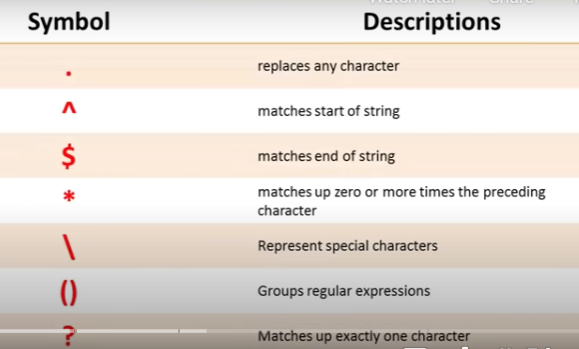 Symbol Descriptions
. replaces any character
^ matches start of string
$ matches end of string
* matches up zero or more times the preceding
character
\ Represent special characters
() Groups regular expressions
? Matches up exactly one character